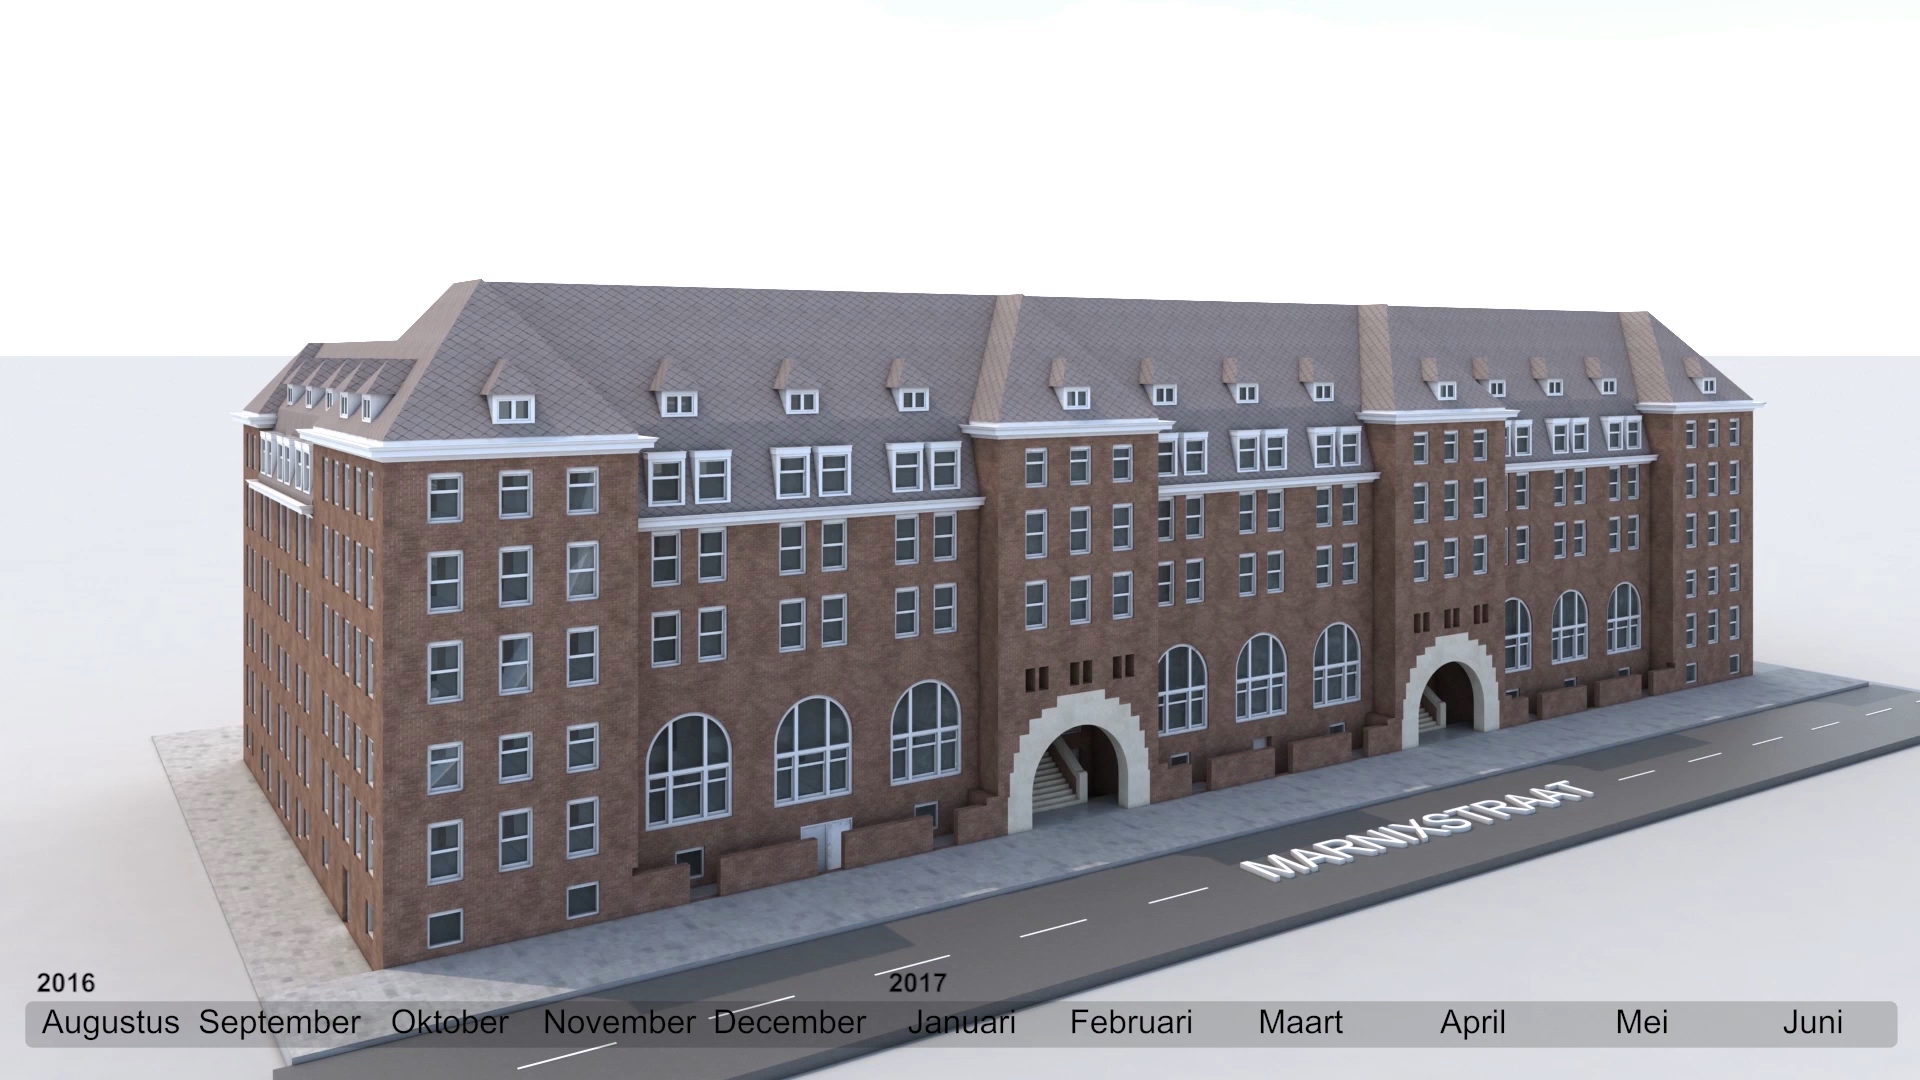 MARNIXSTRAAT
2016 2017
Augustus September Oktober November December Januari Februari Maart April Mei Juni